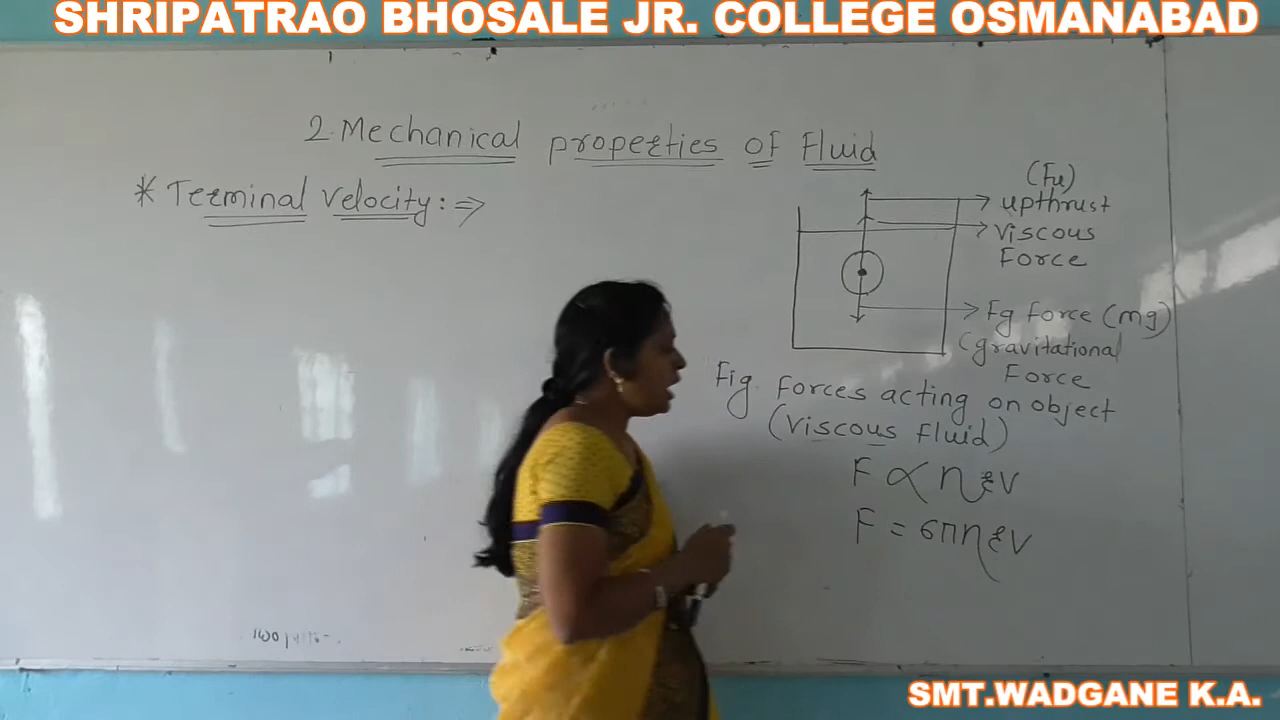 SHRIPATRAO BHOSALE JR. COLLEGE OSMANABAD
2. Mechanical properties of Fluid
* Terminal velocity :⇒
(Fu)
upthrust
viscous
Force
Fg force (mg)
(gravitational
Force
Fig. Forces acting on object
(viscous fluid)
F ∝ ηrv
F = 6πηrv
SMT.WADGANE K.A.